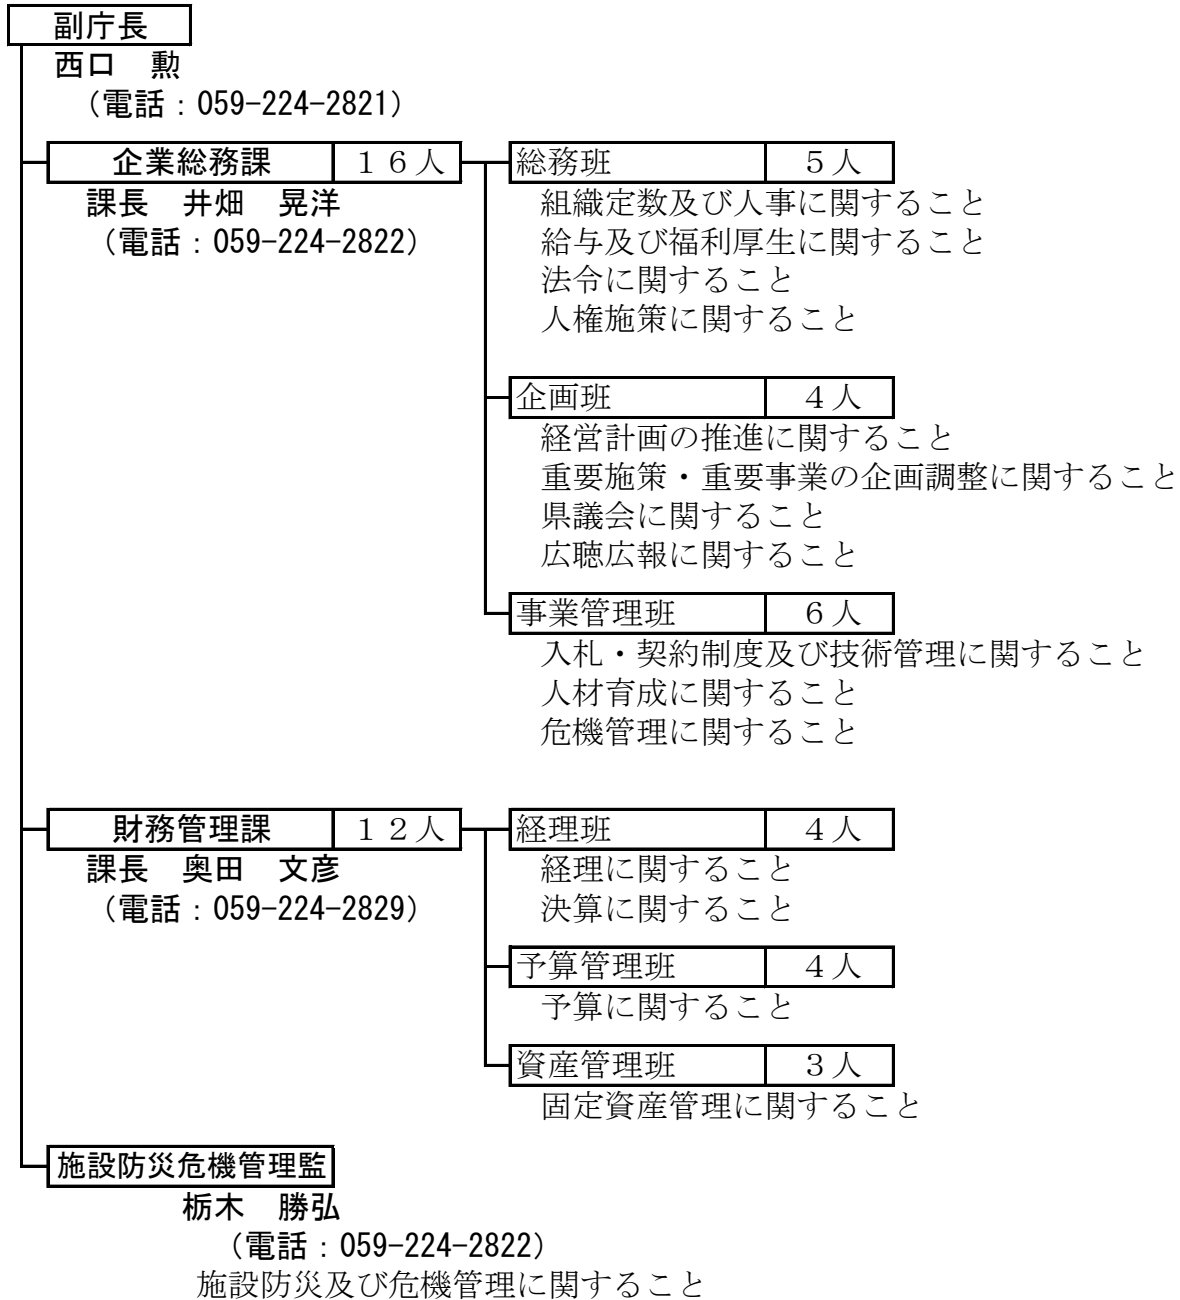 副庁長
西口　勲
（電話：059-224-2821）
企業総務課　１６人
課長　井畑　晃洋
（電話：059-224-2822）
総務班　５人
組織定数及び人事に関すること
給与及び福利厚生に関すること
法令に関すること
人権施策に関すること
企画班　４人
経営計画の推進に関すること
重要施策・重要事業の企画調整に関すること
県議会に関すること
広聴広報に関すること
事業管理班　６人
入札・契約制度及び技術管理に関すること
人材育成に関すること
危機管理に関すること
財務管理課　１２人
課長　奥田　文彦
（電話：059-224-2829）
経理班　４人
経理に関すること
決算に関すること
予算管理班　４人
予算に関すること
資産管理班　３人
固定資産管理に関すること
施設防災危機管理監
栃木　勝弘
（電話：059-224-2822）
施設防災及び危機管理に関すること